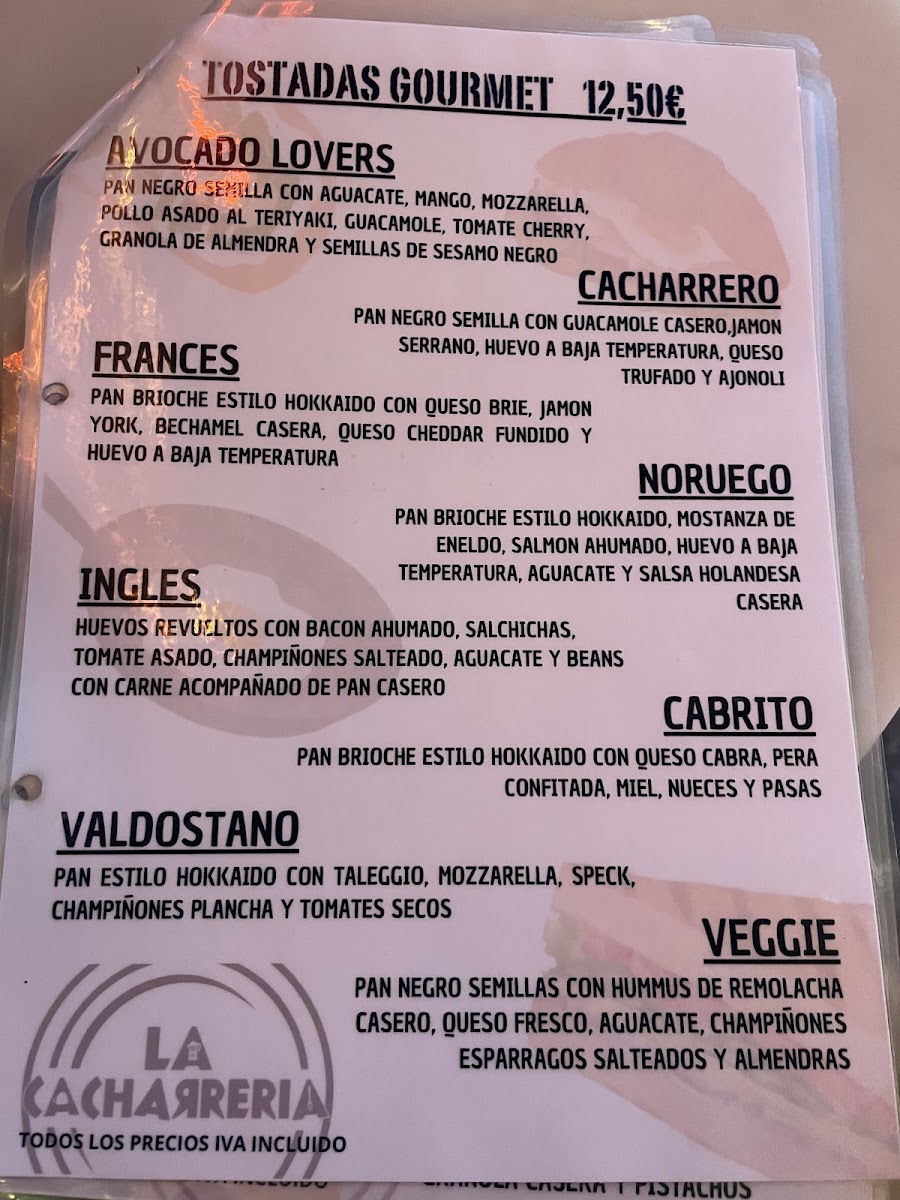 TOSTADAS GOURMET 12,50€
AVOCADO LOVERS
PAN NEGRO SEMILLA CON AGUACATE, MANGO, MOZZARELLA,
POLLO ASADO AL TERIYAKI, GUACAMOLE, TOMATE CHERRY,
GRANOLA DE ALMENDRA Y SEMILLAS DE SESAMO NEGRO
CACHARRERO
PAN NEGRO SEMILLA CON GUACAMOLE CASERO,JAMON
SERRANO, HUEVO A BAJA TEMPERATURA, QUESO
TRUFADO Y AJONOLI
FRANCES
PAN BRIOCHE ESTILO HOKKAIDO CON QUESO BRIE, JAMON
YORK, BECHAMEL CASERA, QUESO CHEDDAR FUNDIDO Y
HUEVO A BAJA TEMPERATURA
NORUEGO
PAN BRIOCHE ESTILO HOKKAIDO, MOSTANZA DE
ENELDO, SALMON AHUMADO, HUEVO A BAJA
TEMPERATURA, AGUACATE Y SALSA HOLANDESA
CASERA
INGLES
HUEVOS REVUELTOS CON BACON AHUMADO, SALCHICHAS,
TOMATE ASADO, CHAMPIÑONES SALTEADO, AGUACATE Y BEANS
CON CARNE ACOMPAÑADO DE PAN CASERO
CABRITO
PAN BRIOCHE ESTILO HOKKAIDO CON QUESO CABRA, PERA
CONFITADA, MIEL, NUECES Y PASAS
VALDOSTANO
PAN ESTILO HOKKAIDO CON TALEGGIO, MOZZARELLA, SPECK,
CHAMPIÑONES PLANCHA Y TOMATES SECOS
VEGGIE
PAN NEGRO SEMILLAS CON HUMMUS DE REMOLACHA
CASERO, QUESO FRESCO, AGUACATE, CHAMPIÑONES
ESPARRAGOS SALTEADOS Y ALMENDRAS
LA
CACHARRERIA
TODOS LOS PRECIOS IVA INCLUIDO
GRANOLA CASERA Y PISTACHOS